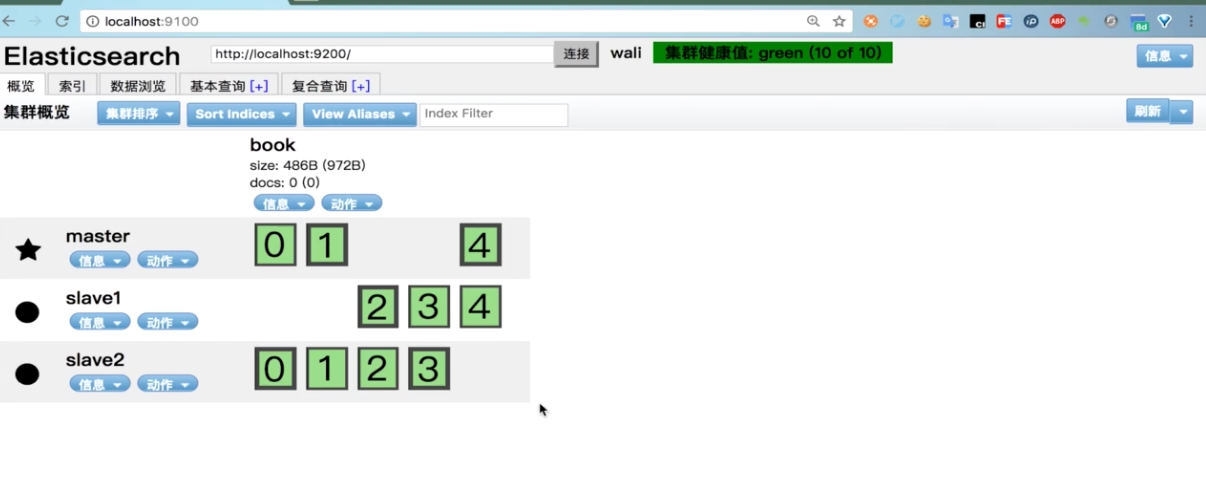 localhost:9100
Elasticsearch http://localhost:9200/ 连接 wali 集群健康值: green (10 of 10) 信息
概览 索引 数据浏览 基本查询 [+] 复合查询 [+]
集群概览 集群排序 Sort Indices View Aliases Index Filter 刷新
book
size: 486B (972B)
docs: 0 (0)
信息 动作
master
信息 动作
0 1 4
slave1
信息 动作
2 3 4
slave2
信息 动作
0 1 2 3